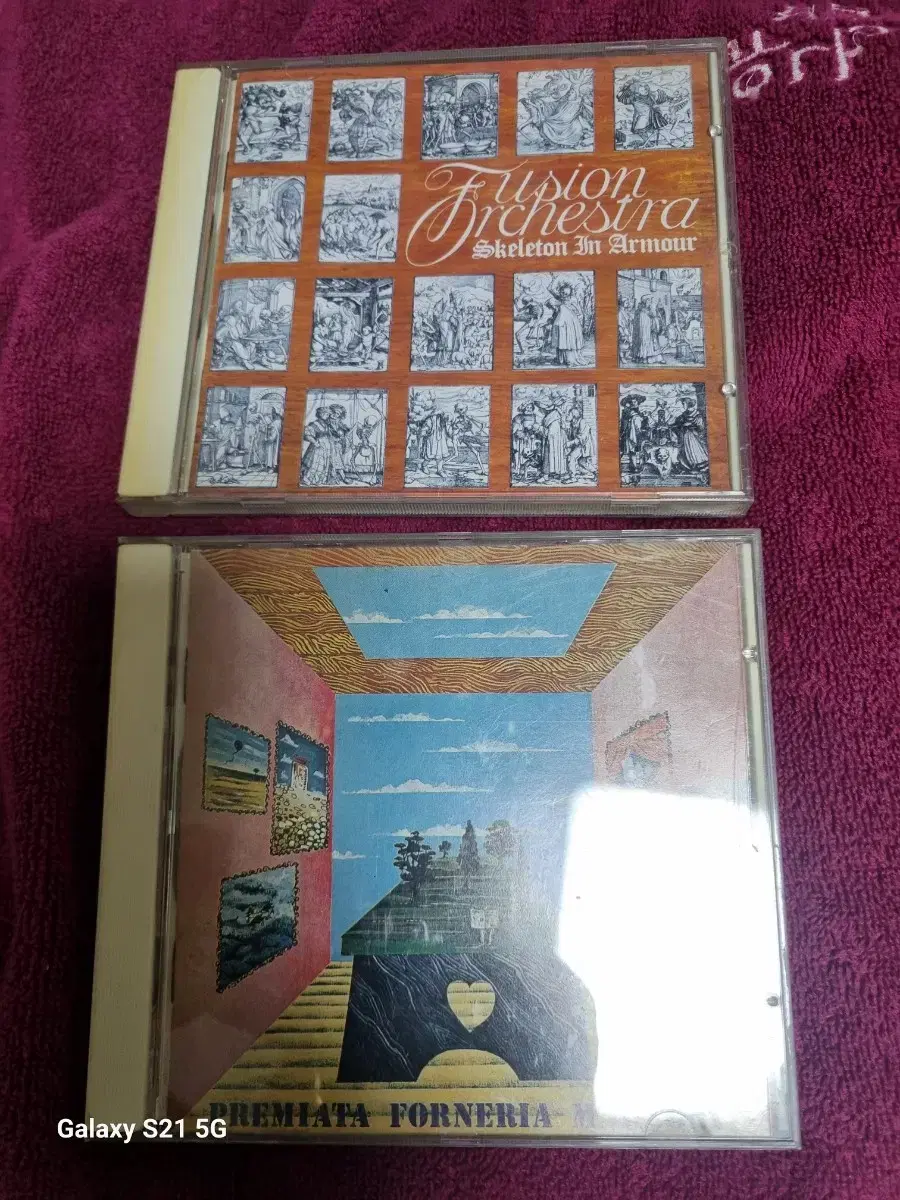 Fusion
Orchestra
Skeleton In Armour
PREMIATA FORNERIA M
Galaxy S21 5G